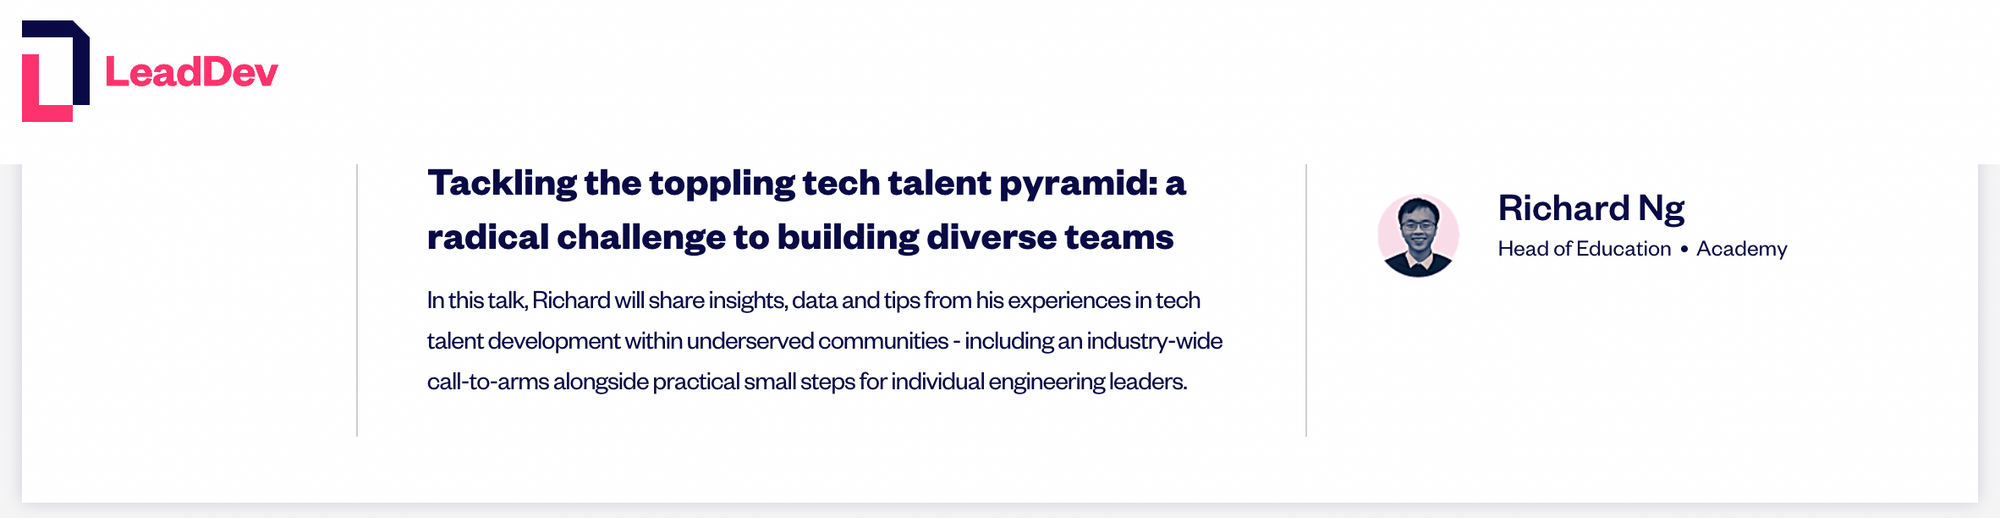 LeadDev
Tackling the toppling tech talent pyramid: a
radical challenge to building diverse teams
In this talk, Richard will share insights, data and tips from his experiences in tech
talent development within underserved communities - including an industry-wide
call-to-arms alongside practical small steps for individual engineering leaders.
Richard Ng
Head of Education • Academy